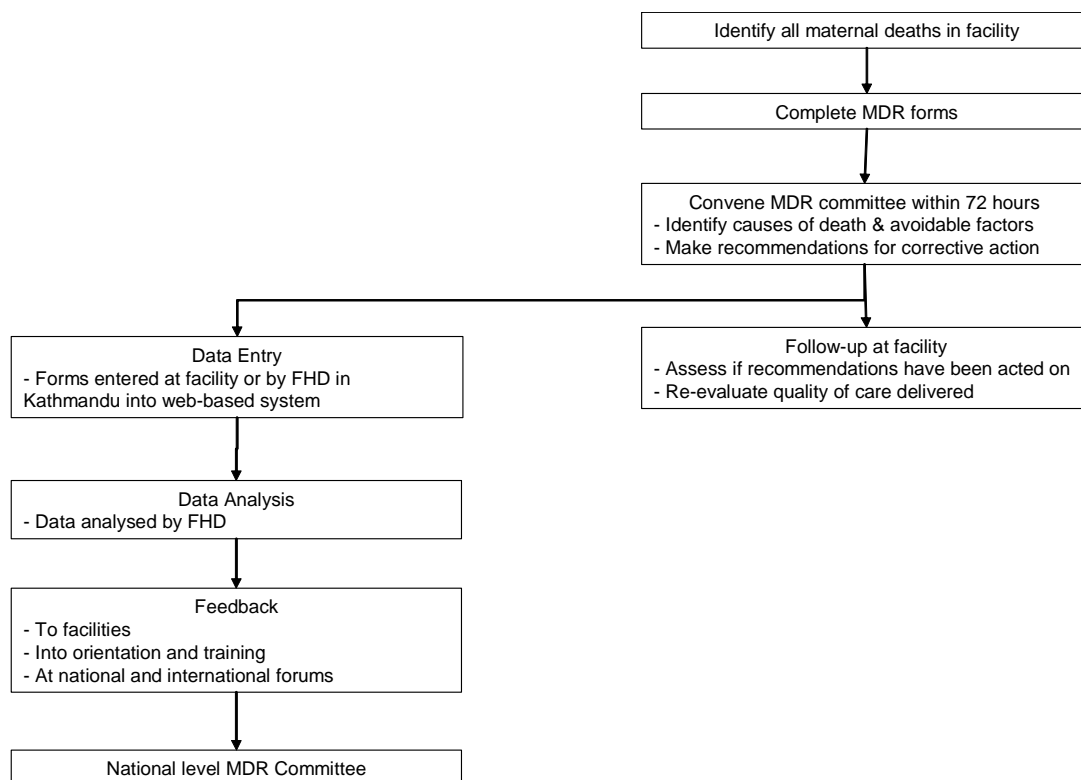 Identify all maternal deaths in facility
Complete MDR forms
Convene MDR committee within 72 hours
- Identify causes of death & avoidable factors
- Make recommendations for corrective action
Follow-up at facility
- Assess if recommendations have been acted on
- Re-evaluate quality of care delivered
Data Entry
- Forms entered at facility or by FHD in
Kathmandu into web-based system
Data Analysis
- Data analysed by FHD
Feedback
- To facilities
- Into orientation and training
- At national and international forums
National level MDR Committee